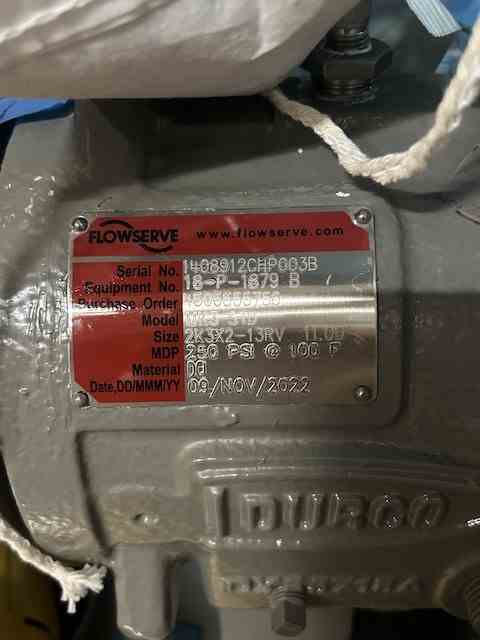 FLOWSERVE www.flowserve.com
Serial No. 1408912CHP003B
Equipment No. 18-P-1879 B
Purchase Order
Model
Size 2K3X2-13RV 11.00
MDP 250 PSI @ 100 F
Material
Date,DD/MMM/YY 09/NOV/2022
DURCO